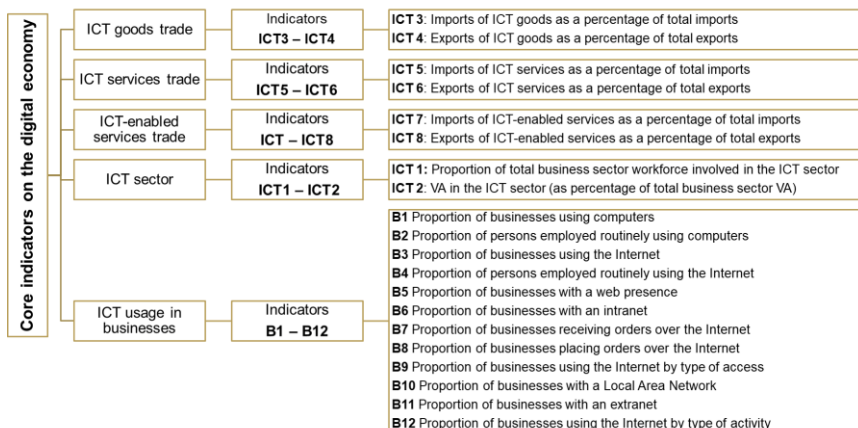 Core indicators on the digital economy
ICT goods trade
Indicators
ICT3 – ICT4
ICT 3: Imports of ICT goods as a percentage of total imports
ICT 4: Exports of ICT goods as a percentage of total exports
ICT services trade
Indicators
ICT5 – ICT6
ICT 5: Imports of ICT services as a percentage of total imports
ICT 6: Exports of ICT services as a percentage of total exports
ICT-enabled
services trade
Indicators
ICT – ICT8
ICT 7: Imports of ICT-enabled services as a percentage of total imports
ICT 8: Exports of ICT-enabled services as a percentage of total exports
ICT sector
Indicators
ICT1 – ICT2
ICT 1: Proportion of total business sector workforce involved in the ICT sector
ICT 2: VA in the ICT sector (as percentage of total business sector VA)
ICT usage in
businesses
Indicators
B1 – B12
B1 Proportion of businesses using computers
B2 Proportion of persons employed routinely using computers
B3 Proportion of businesses using the Internet
B4 Proportion of persons employed routinely using the Internet
B5 Proportion of businesses with a web presence
B6 Proportion of businesses with an intranet
B7 Proportion of businesses receiving orders over the Internet
B8 Proportion of businesses placing orders over the Internet
B9 Proportion of businesses using the Internet by type of access
B10 Proportion of businesses with a Local Area Network
B11 Proportion of businesses with an extranet
B12 Proportion of businesses using the Internet by type of activity